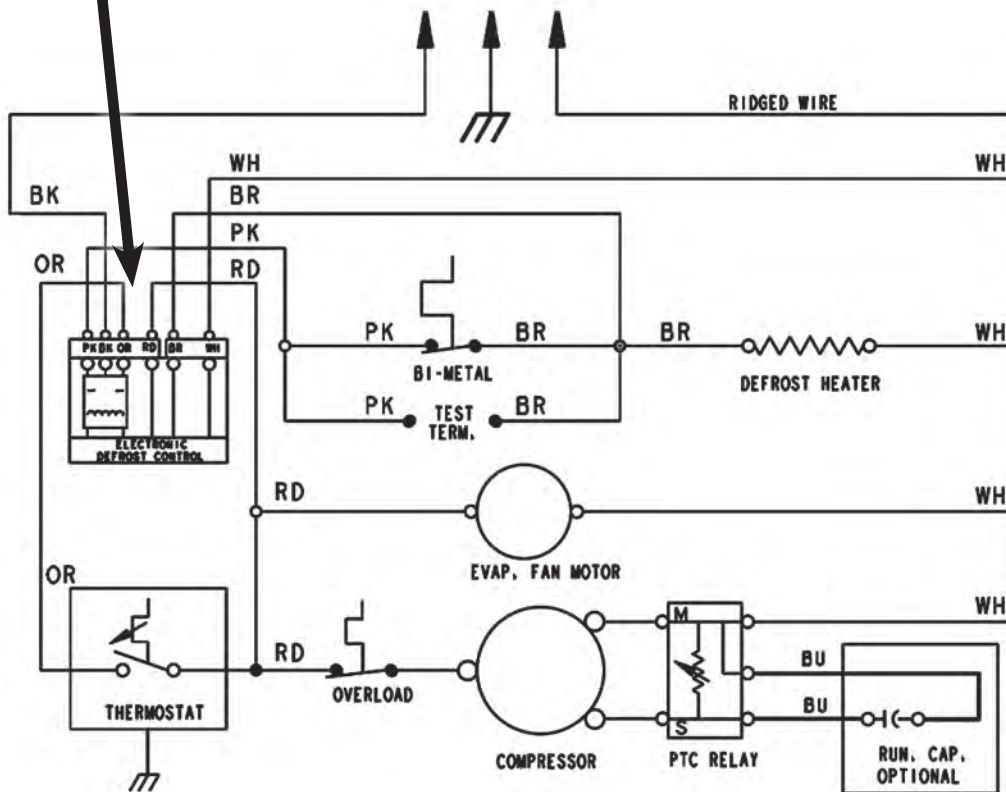 RIDGED WIRE
WH WH
BK BR
PK
OR RD
PK BK OR RD BR WH
PK BR BR WH
BI-METAL DEFROST HEATER
PK TEST TERM. BR
ELECTRONIC
DEFROST CONTROL
RD WH
EVAP. FAN MOTOR
OR
M WH
RD BU
OVERLOAD
THERMOSTAT BU
S
COMPRESSOR PTC RELAY RUN. CAP.
OPTIONAL